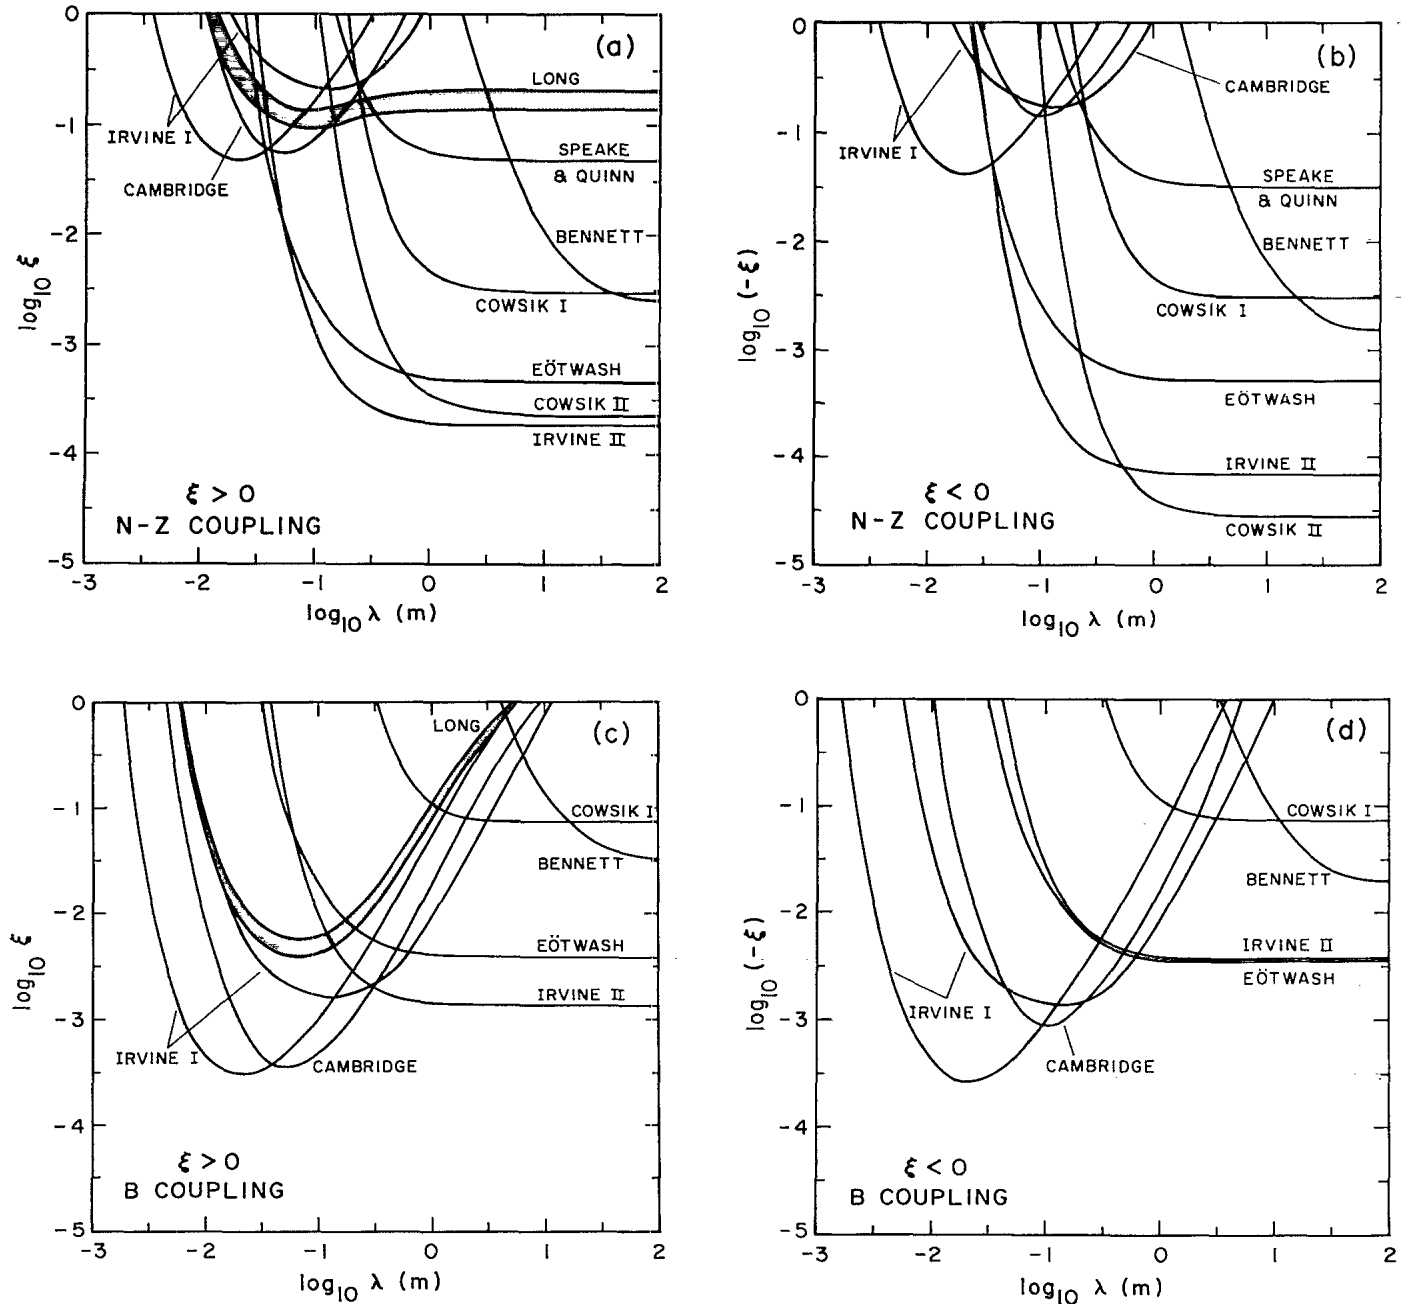 (a)
0
-1
-2
-3
-4
-5
log10 ξ
LONG
IRVINE I
CAMBRIDGE
SPEAKE
& QUINN
BENNETT
COWSIK I
EÖTWASH
COWSIK II
IRVINE II
ξ > 0
N-Z COUPLING
-3 -2 -1 0 1 2
log10 λ (m)
(b)
0
-1
-2
-3
-4
-5
log10 (-ξ)
CAMBRIDGE
IRVINE I
SPEAKE
& QUINN
BENNETT
COWSIK I
EÖTWASH
IRVINE II
COWSIK II
ξ < 0
N-Z COUPLING
-3 -2 -1 0 1 2
log10 λ (m)
(c)
0
-1
-2
-3
-4
-5
log10 ξ
LONG
COWSIK I
BENNETT
EÖTWASH
IRVINE II
IRVINE I
CAMBRIDGE
ξ > 0
B COUPLING
-3 -2 -1 0 1 2
log10 λ (m)
(d)
0
-1
-2
-3
-4
-5
log10 (-ξ)
COWSIK I
BENNETT
IRVINE II
EÖTWASH
IRVINE I
CAMBRIDGE
ξ < 0
B COUPLING
-3 -2 -1 0 1 2
log10 λ (m)